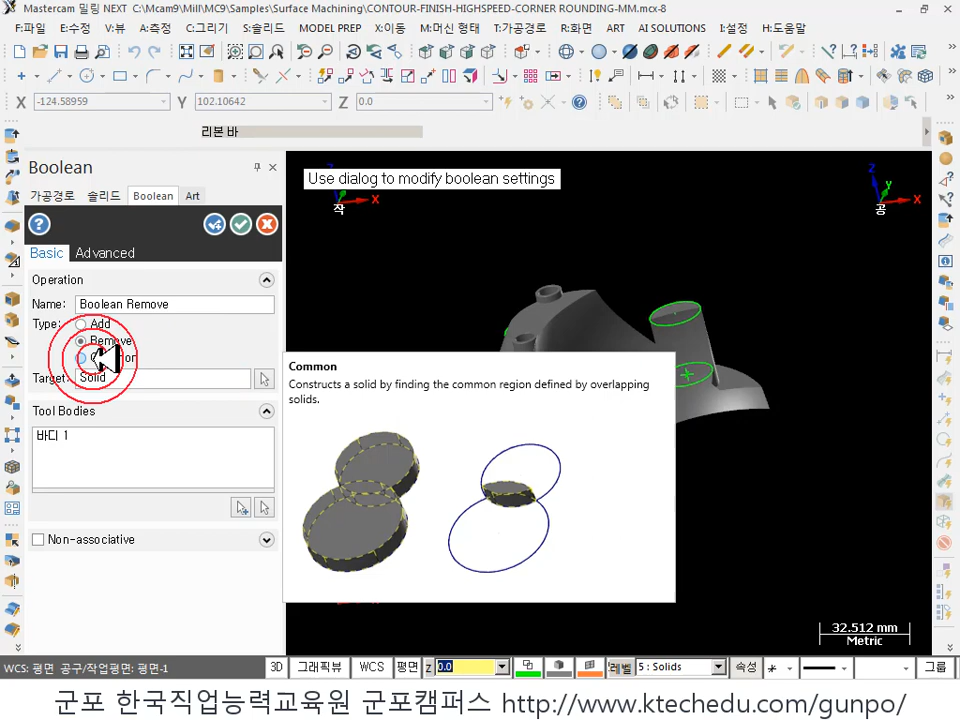 Mastercam 밀링 NEXT  C:\Mcam9\Mill\MC9\Samples\Surface Machining\CONTOUR-FINISH-HIGHSPEED-CORNER ROUNDING-MM.mcx-8
F:파일 E:수정 V:뷰 A:측정 C:그리기 S:솔리드 MODEL PREP X:이동 M:머신 형태 T:가공경로 R:화면 ART AI SOLUTIONS I:설정 H:도움말
X -124.58959 Y 102.10642 Z 0.0
리본 바
Boolean
가공경로 솔리드 Boolean Art
Basic Advanced
Operation
Name: Boolean Remove
Type: Add
Remove
Target: Solid
Tool Bodies
바디 1
Non-associative
Use dialog to modify boolean settings
Z X Y 작
Z Y X 공
Common
Constructs a solid by finding the common region defined by overlapping
solids.
32.512 mm
Metric
WCS: 평면 공구/작업평면: 평면-1 3D 그래픽뷰 WCS 평면 Z 0.0 레벨 5 : Solids 속성 그룹
군포 한국직업능력교육원 군포캠퍼스 http://www.ktechedu.com/gunpo/